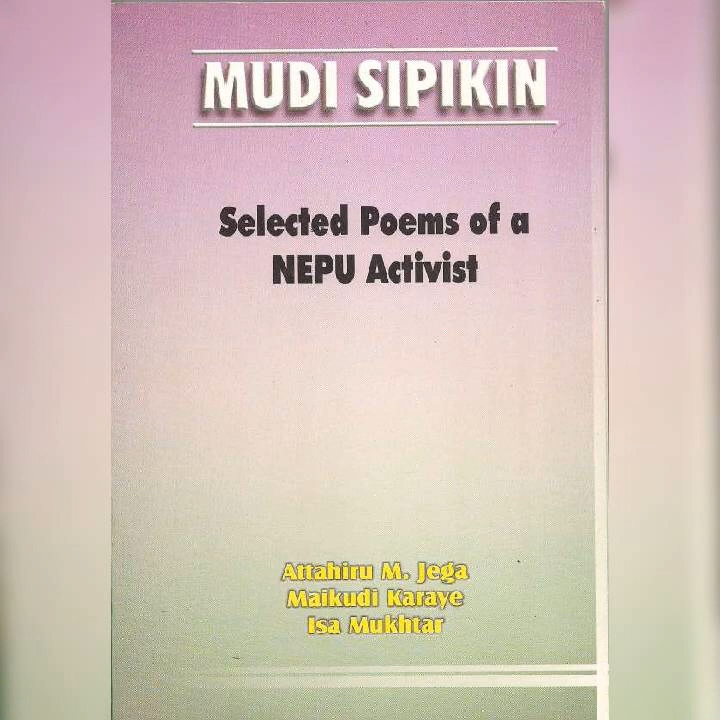 MUDI SIPIKIN
Selected Poems of a
NEPU Activist
Attahiru M. Jega
Maikudi Karaye
Isa Mukhtar